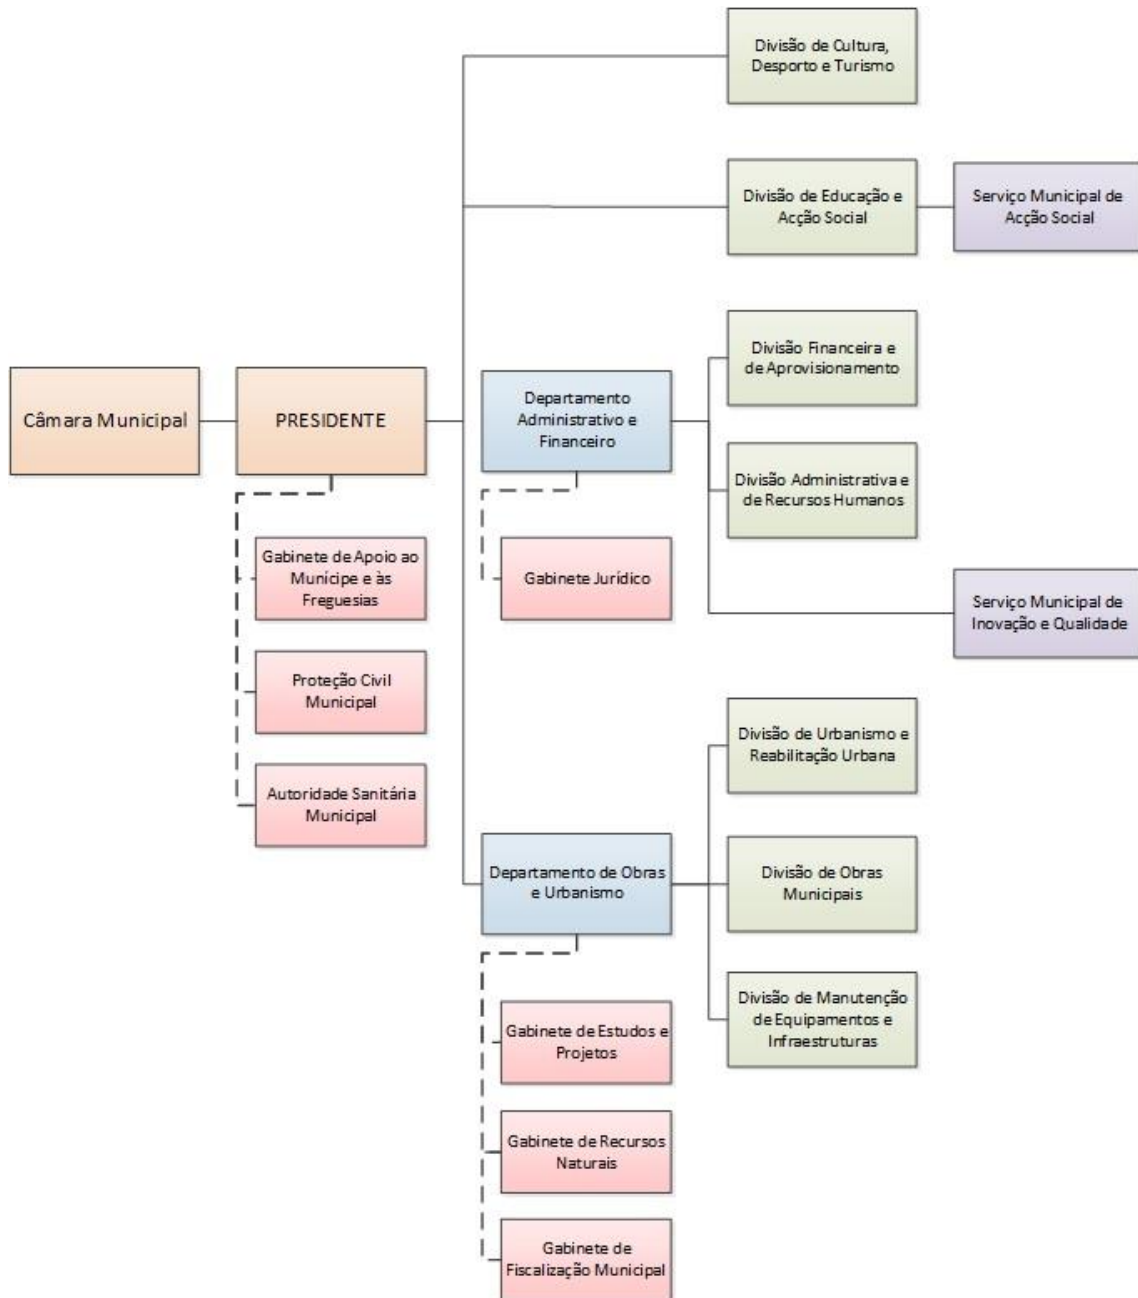 Divisão de Cultura,
Desporto e Turismo
Divisão de Educação e
Acção Social
Serviço Municipal de
Acção Social
Divisão Financeira e
de Aprovisionamento
Câmara Municipal
PRESIDENTE
Departamento
Administrativo e
Financeiro
Divisão Administrativa e
de Recursos Humanos
Gabinete de Apoio ao
Munícipe e às
Freguesias
Gabinete Jurídico
Serviço Municipal de
Inovação e Qualidade
Proteção Civil
Municipal
Divisão de Urbanismo e
Reabilitação Urbana
Autoridade Sanitária
Municipal
Departamento de Obras
e Urbanismo
Divisão de Obras
Municipais
Divisão de Manutenção
de Equipamentos e
Infraestruturas
Gabinete de Estudos e
Projetos
Gabinete de Recursos
Naturais
Gabinete de
Fiscalização Municipal